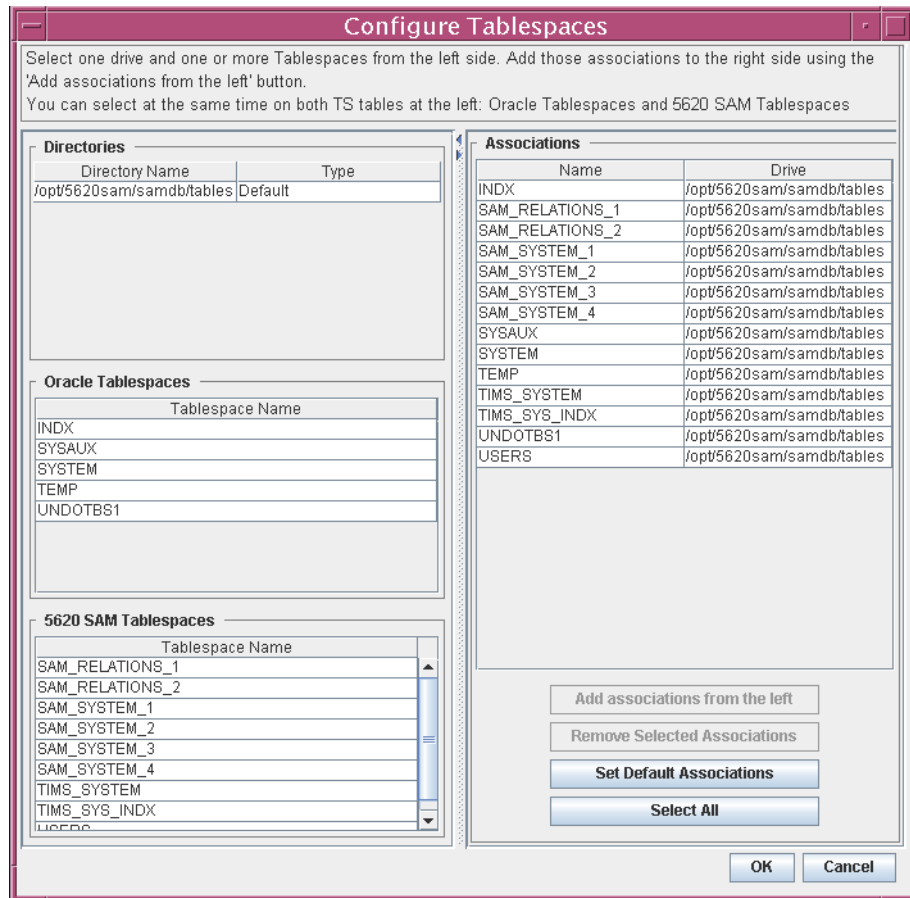 Configure Tablespaces
Select one drive and one or more Tablespaces from the left side. Add those associations to the right side using the
'Add associations from the left' button.
You can select at the same time on both TS tables at the left: Oracle Tablespaces and 5620 SAM Tablespaces
Directories
Directory Name Type
/opt/5620sam/samdb/tables Default
Oracle Tablespaces
Tablespace Name
INDX
SYSAUX
SYSTEM
TEMP
UNDOTBS1
5620 SAM Tablespaces
Tablespace Name
SAM_RELATIONS_1
SAM_RELATIONS_2
SAM_SYSTEM_1
SAM_SYSTEM_2
SAM_SYSTEM_3
SAM_SYSTEM_4
TIMS_SYSTEM
TIMS_SYS_INDX
USERS
Associations
Name Drive
INDX /opt/5620sam/samdb/tables
SAM_RELATIONS_1 /opt/5620sam/samdb/tables
SAM_RELATIONS_2 /opt/5620sam/samdb/tables
SAM_SYSTEM_1 /opt/5620sam/samdb/tables
SAM_SYSTEM_2 /opt/5620sam/samdb/tables
SAM_SYSTEM_3 /opt/5620sam/samdb/tables
SAM_SYSTEM_4 /opt/5620sam/samdb/tables
SYSAUX /opt/5620sam/samdb/tables
SYSTEM /opt/5620sam/samdb/tables
TEMP /opt/5620sam/samdb/tables
TIMS_SYSTEM /opt/5620sam/samdb/tables
TIMS_SYS_INDX /opt/5620sam/samdb/tables
UNDOTBS1 /opt/5620sam/samdb/tables
USERS /opt/5620sam/samdb/tables
Add associations from the left
Remove Selected Associations
Set Default Associations
Select All
OK Cancel